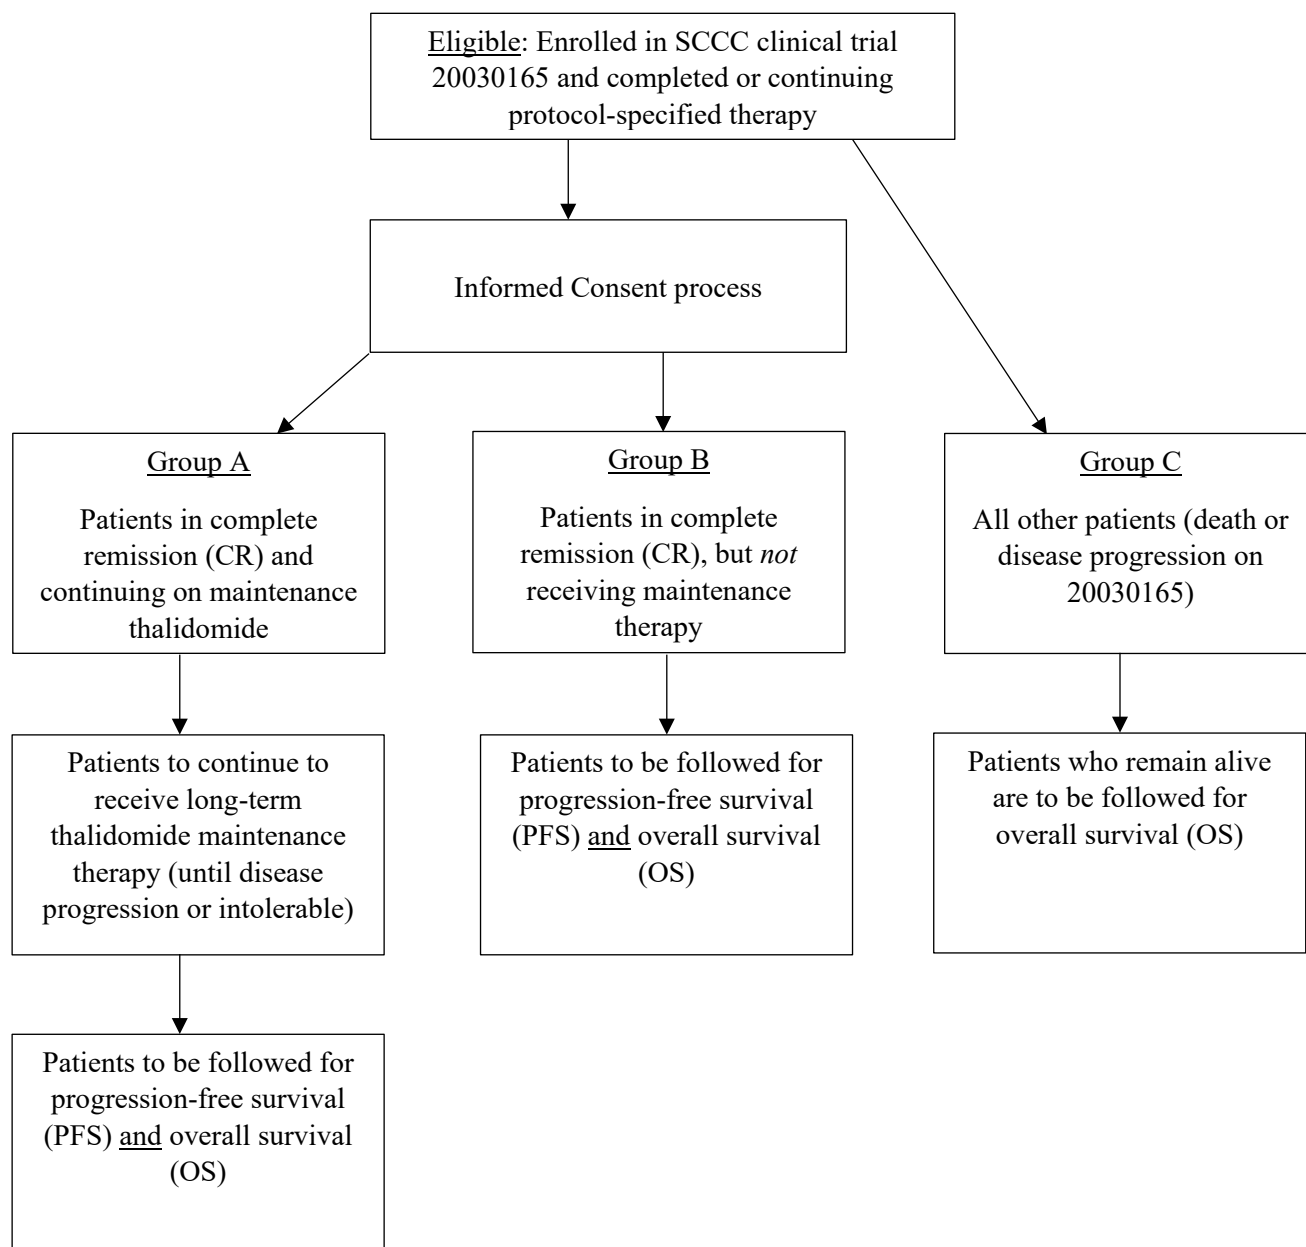 Eligible: Enrolled in SCCC clinical trial
20030165 and completed or continuing
protocol-specified therapy
Informed Consent process
Group A
Patients in complete
remission (CR) and
continuing on maintenance
thalidomide
Group B
Patients in complete
remission (CR), but not
receiving maintenance
therapy
Group C
All other patients (death or
disease progression on
20030165)
Patients to continue to
receive long-term
thalidomide maintenance
therapy (until disease
progression or intolerable)
Patients to be followed for
progression-free survival
(PFS) and overall survival
(OS)
Patients who remain alive
are to be followed for
overall survival (OS)
Patients to be followed for
progression-free survival
(PFS) and overall survival
(OS)